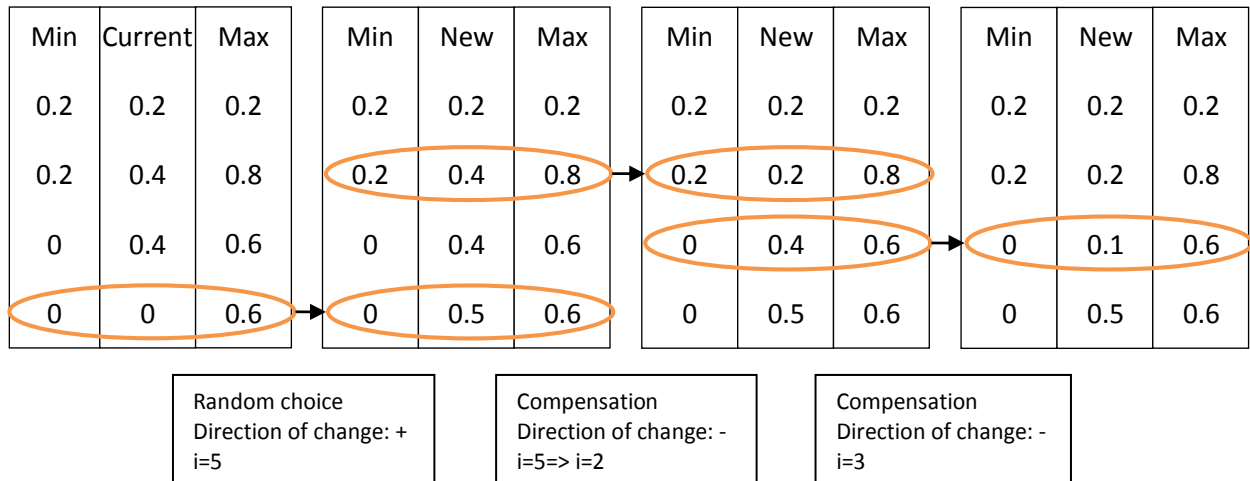 Min Current Max Min New Max Min New Max Min New Max
0.2 0.2 0.2 0.2 0.2 0.2 0.2 0.2 0.2 0.2 0.2 0.2
0.2 0.4 0.8 0.2 0.4 0.8 0.2 0.2 0.8 0.2 0.2 0.8
0 0.4 0.6 0 0.4 0.6 0 0.4 0.6 0 0.1 0.6
0 0 0.6 0 0.5 0.6 0 0.5 0.6 0 0.5 0.6
Random choice
Direction of change: +
i=5
Compensation
Direction of change: -
i=5=> i=2
Compensation
Direction of change: -
i=3